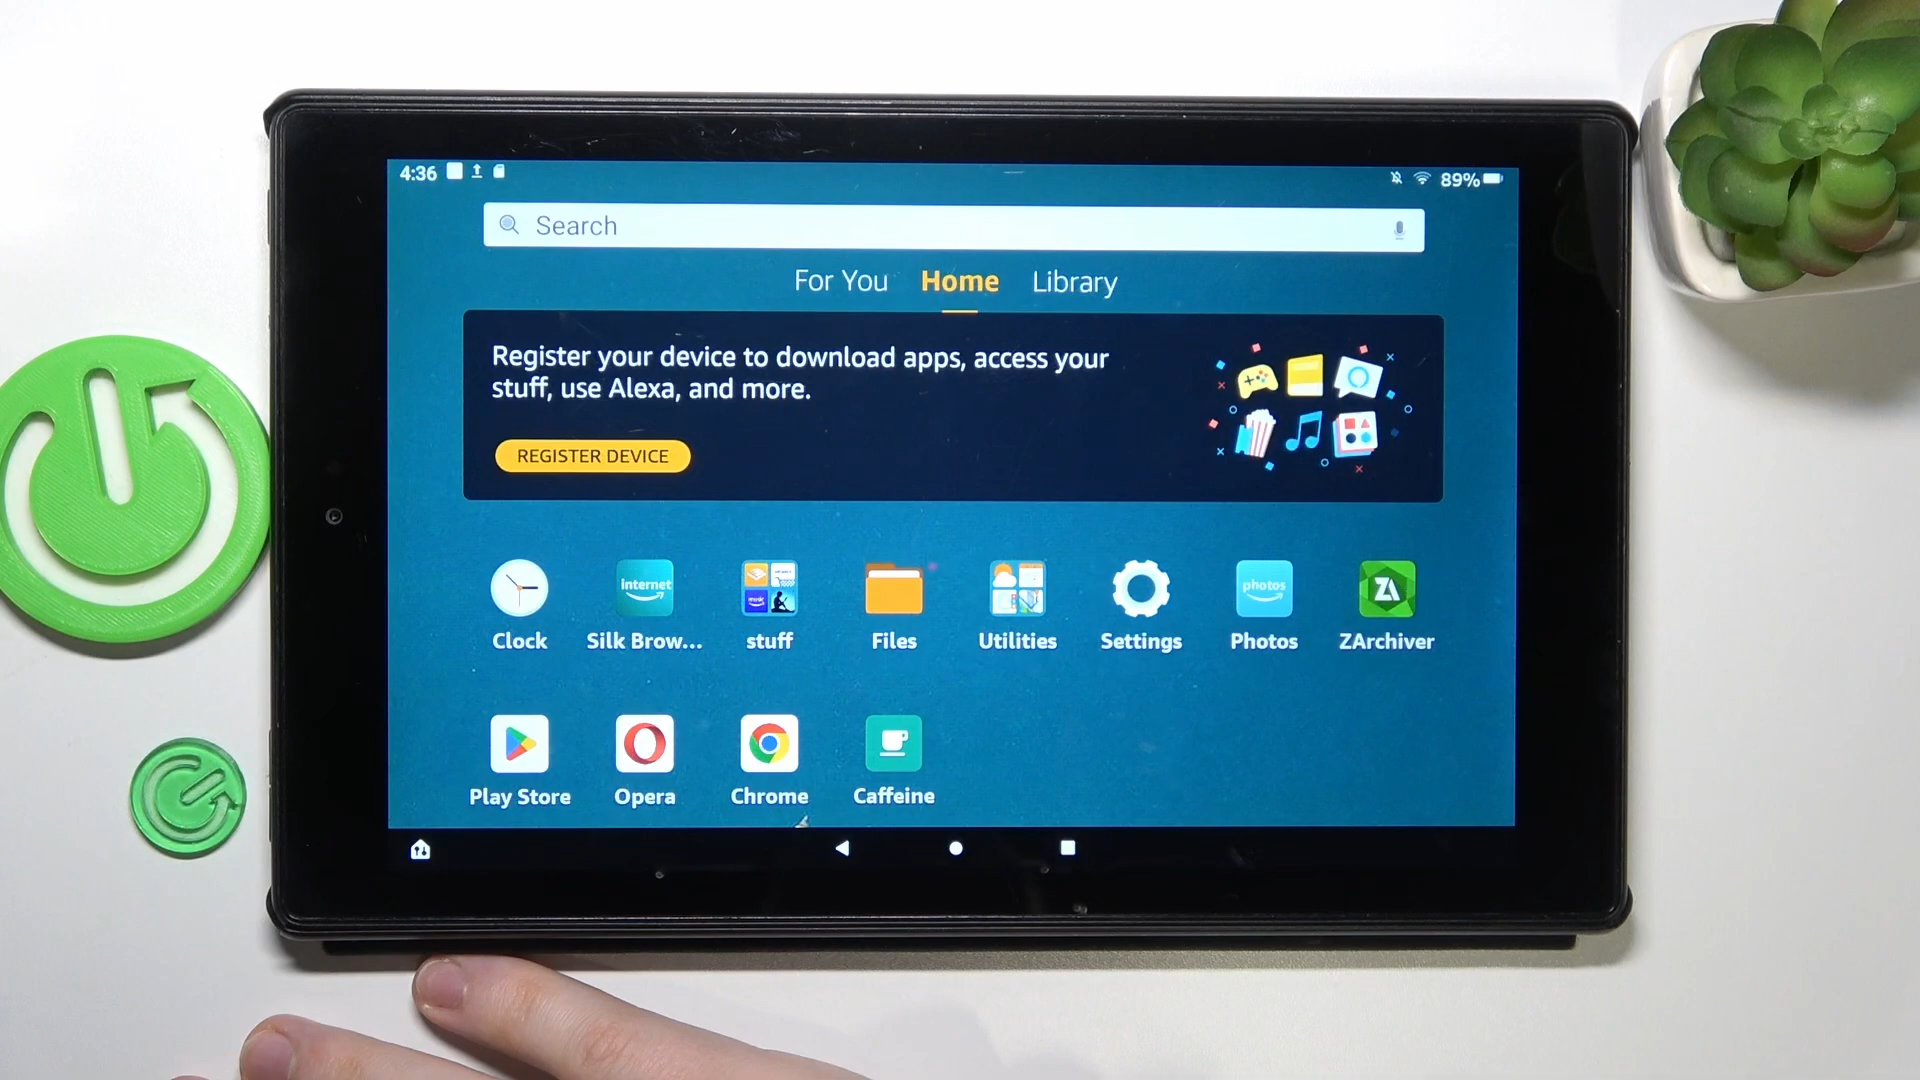 4:36
89%
Search
For You Home Library
Register your device to download apps, access your
stuff, use Alexa, and more.
REGISTER DEVICE
internet
music
photos
ZA
Clock Silk Brow... stuff Files Utilities Settings Photos ZArchiver
Play Store Opera Chrome Caffeine